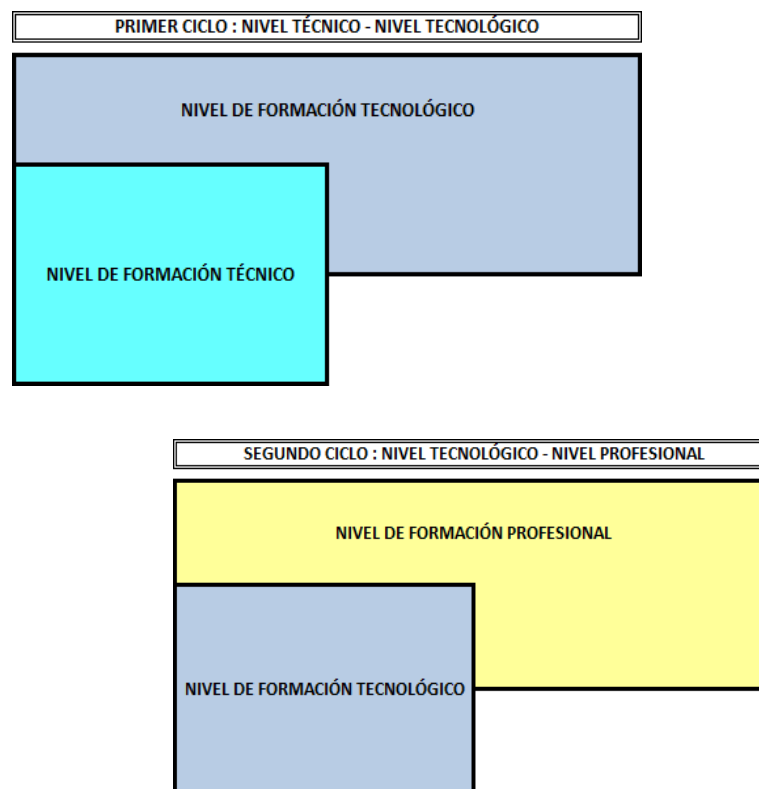 PRIMER CICLO : NIVEL TÉCNICO - NIVEL TECNOLÓGICO
NIVEL DE FORMACIÓN TECNOLÓGICO
NIVEL DE FORMACIÓN TÉCNICO
SEGUNDO CICLO : NIVEL TECNOLÓGICO - NIVEL PROFESIONAL
NIVEL DE FORMACIÓN PROFESIONAL
NIVEL DE FORMACIÓN TECNOLÓGICO